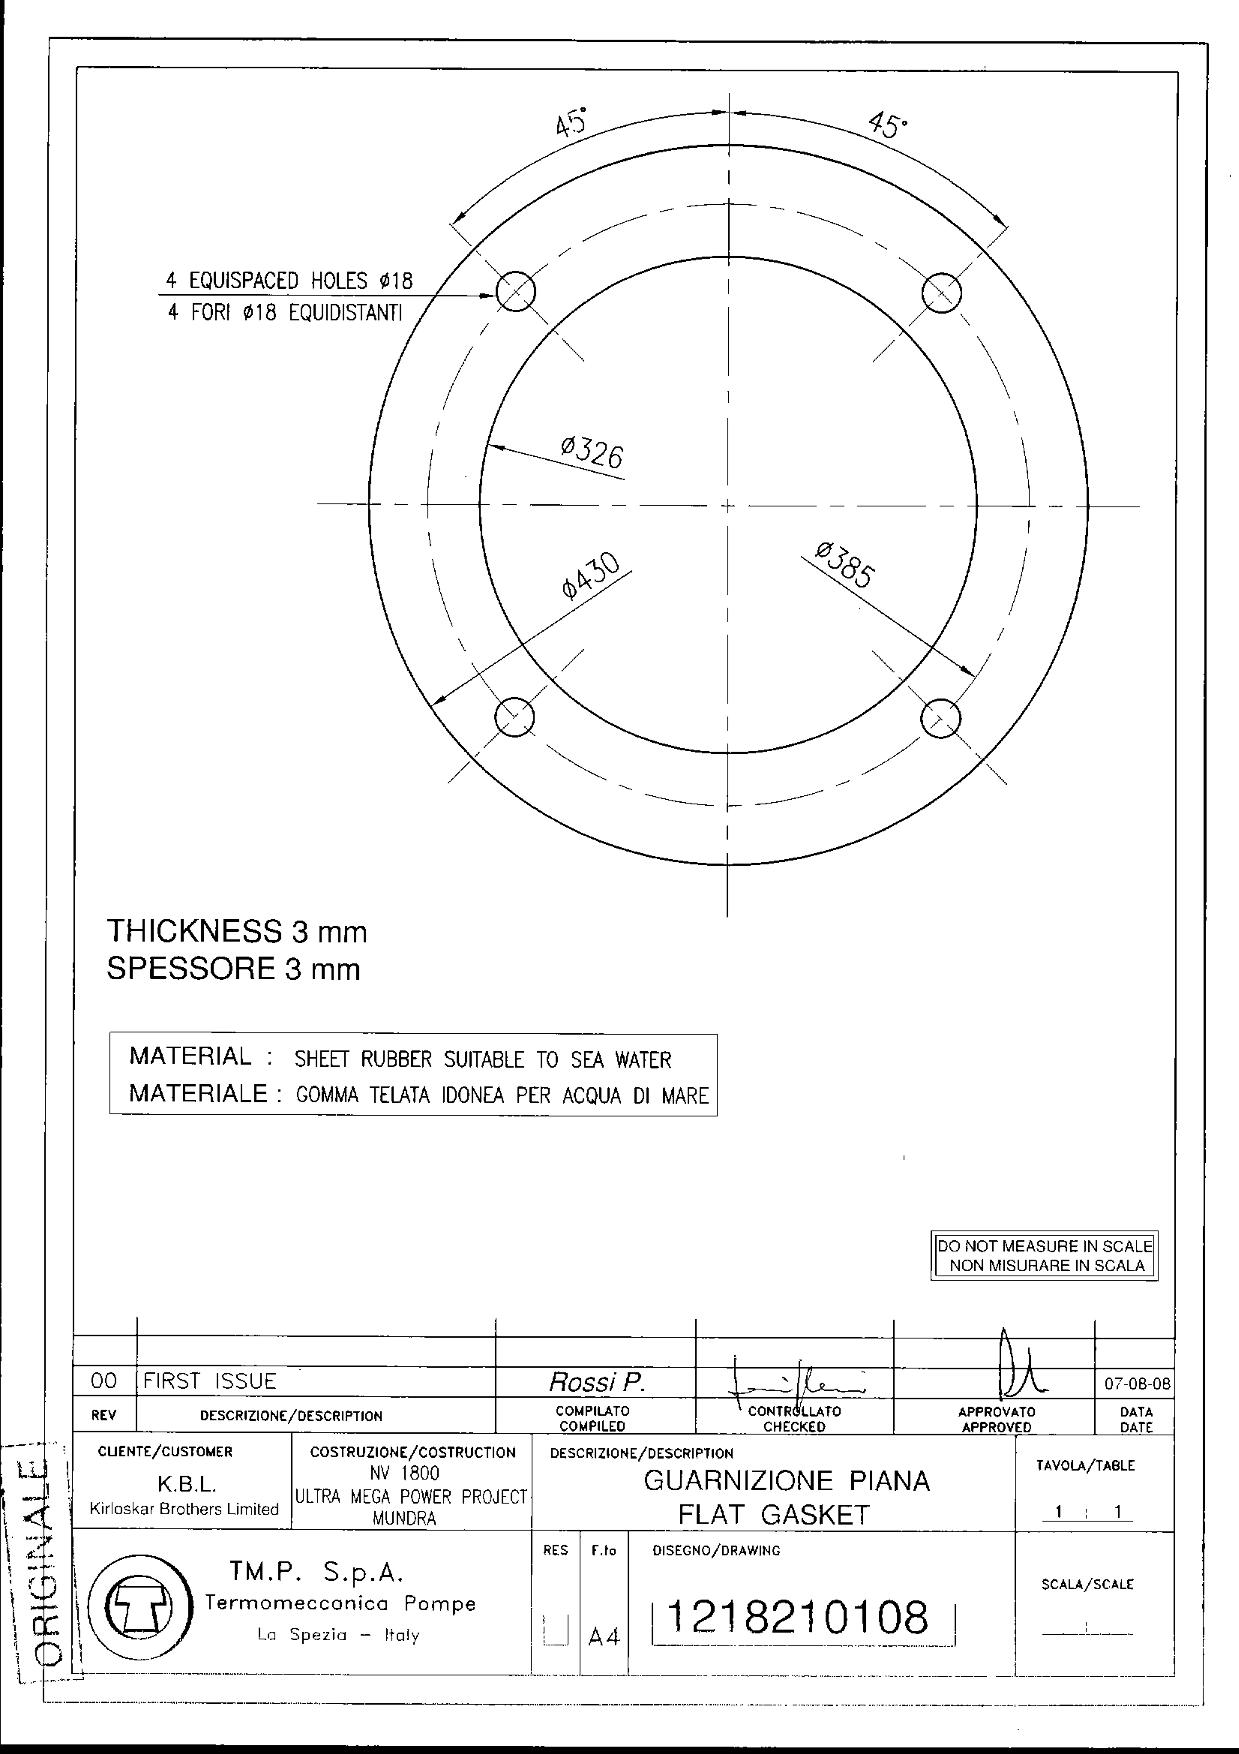 45°
45°
4 EQUISPACED HOLES ø18
4 FORI ø18 EQUIDISTANTI
ø326
ø430
ø385
THICKNESS 3 mm
SPESSORE 3 mm
MATERIAL : SHEET RUBBER SUITABLE TO SEA WATER
MATERIALE : GOMMA TELATA IDONEA PER ACQUA DI MARE
DO NOT MEASURE IN SCALE
NON MISURARE IN SCALA
00 FIRST ISSUE Rossi P. 07-08-08
REV DESCRIZIONE/DESCRIPTION COMPILATO COMPILED CONTROLLATO CHECKED APPROVATO APPROVED DATA DATE
CLIENTE/CUSTOMER
K.B.L.
Kirloskar Brothers Limited
COSTRUZIONE/COSTRUCTION
NV 1800
ULTRA MEGA POWER PROJECT
MUNDRA
DESCRIZIONE/DESCRIPTION
GUARNIZIONE PIANA
FLAT GASKET
TAVOLA/TABLE
1 : 1
TM.P. S.p.A.
Termomeccanica Pompe
La Spezia - Italy
RES
F.to
A4
DISEGNO/DRAWING
1218210108
SCALA/SCALE
:
ORIGINALE